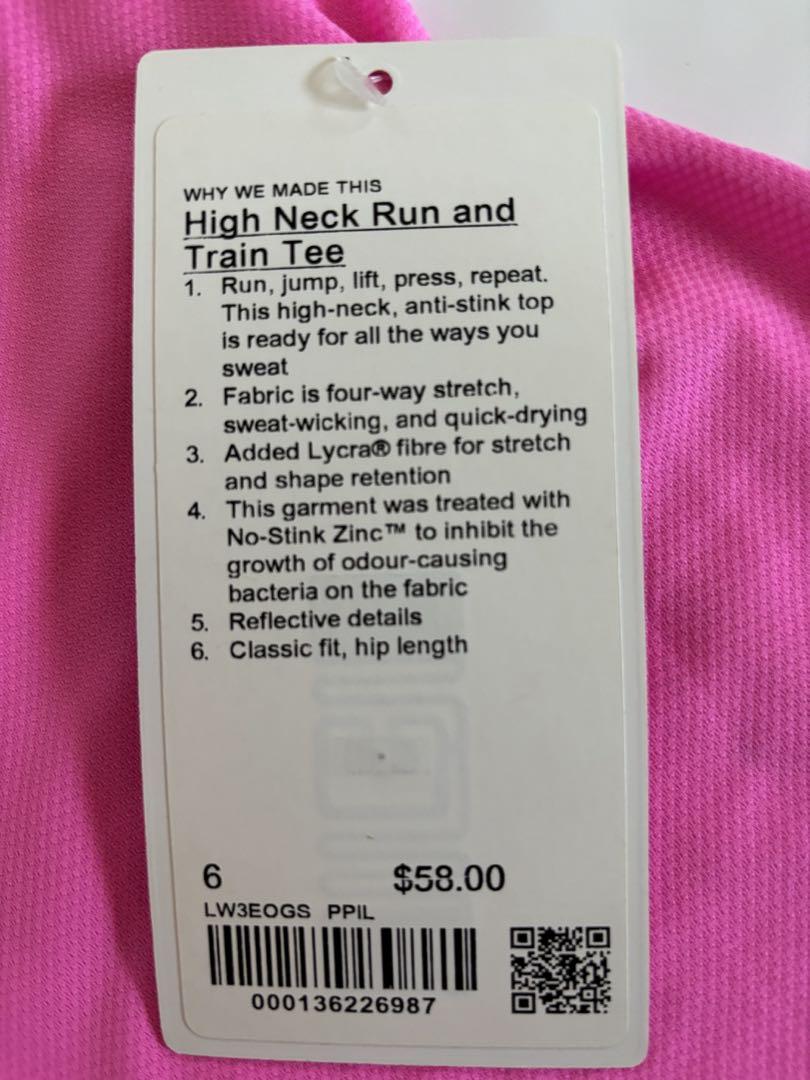 WHY WE MADE THIS
High Neck Run and
Train Tee
1. Run, jump, lift, press, repeat.
This high-neck, anti-stink top
is ready for all the ways you
sweat
2. Fabric is four-way stretch,
sweat-wicking, and quick-drying
3. Added Lycra® fibre for stretch
and shape retention
4. This garment was treated with
No-Stink Zinc™ to inhibit the
growth of odour-causing
bacteria on the fabric
5. Reflective details
6. Classic fit, hip length
6 $58.00
LW3EOGS PPIL
000136226987